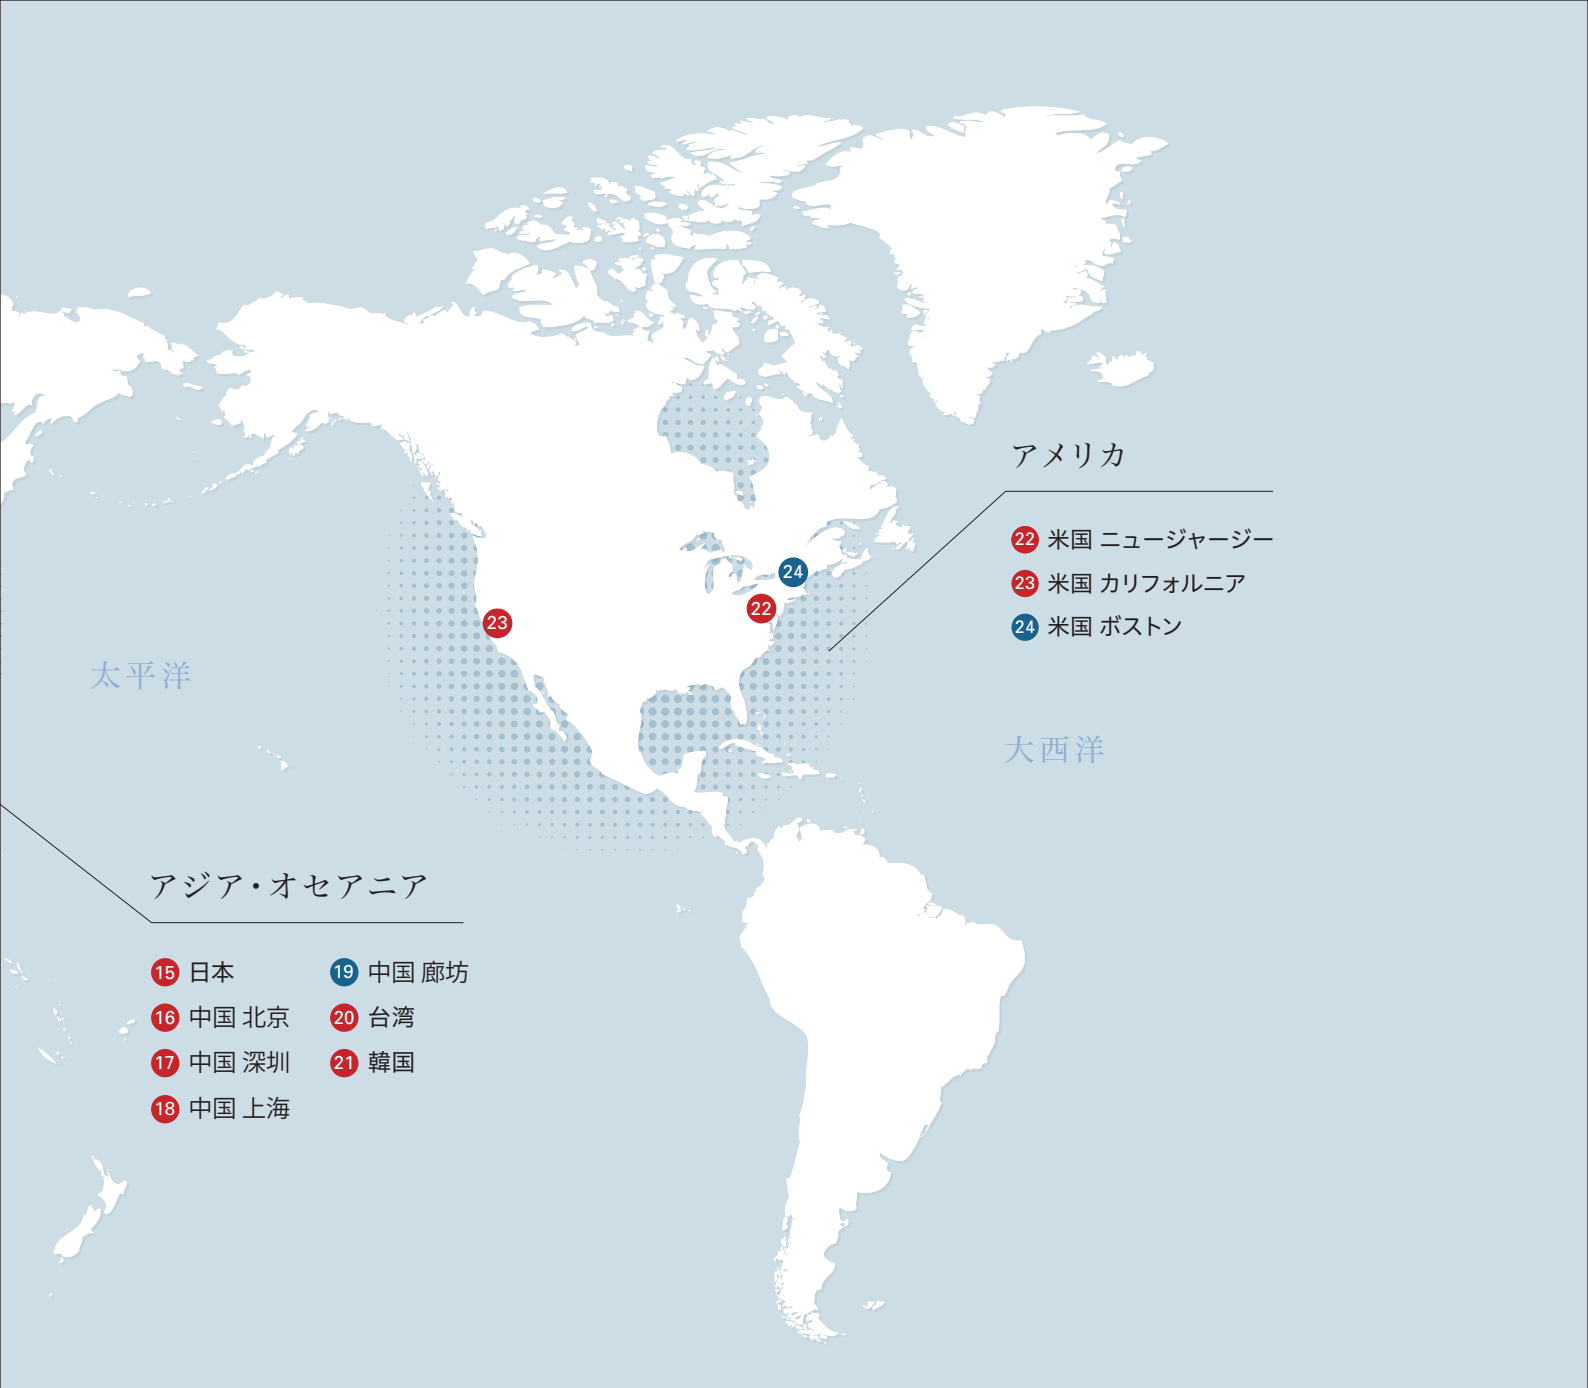 アメリカ
22 米国 ニュージャージー
23 米国 カリフォルニア
24 米国 ボストン
24
22
23
太平洋
大西洋
アジア・オセアニア
15 日本
16 中国 北京
17 中国 深圳
18 中国 上海
19 中国 廊坊
20 台湾
21 韓国